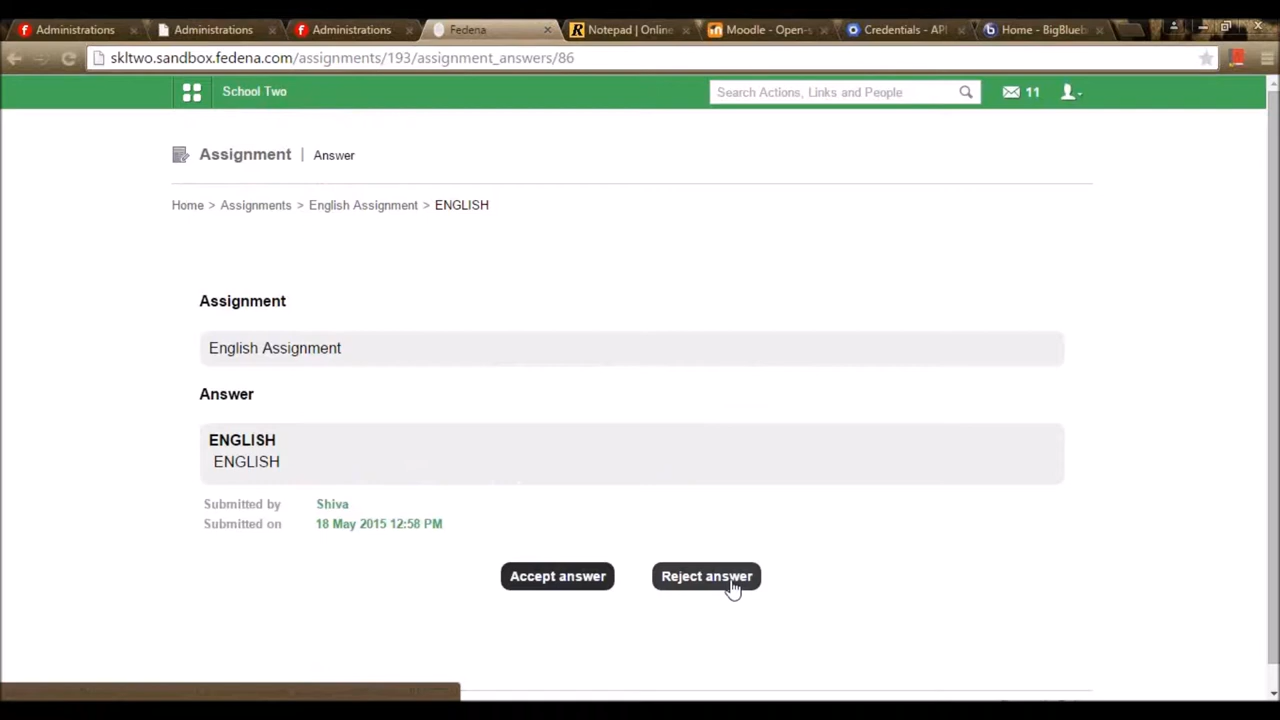 Administrations
Administrations
Administrations
Fedena
Notepad | Online
Moodle - Open-s
Credentials - API
Home - BigBlueb
skltwo.sandbox.fedena.com/assignments/193/assignment_answers/86
School Two
Search Actions, Links and People
11
Assignment | Answer
Home > Assignments > English Assignment > ENGLISH
Assignment
English Assignment
Answer
ENGLISH
ENGLISH
Submitted by Shiva
Submitted on 18 May 2015 12:58 PM
Accept answer
Reject answer